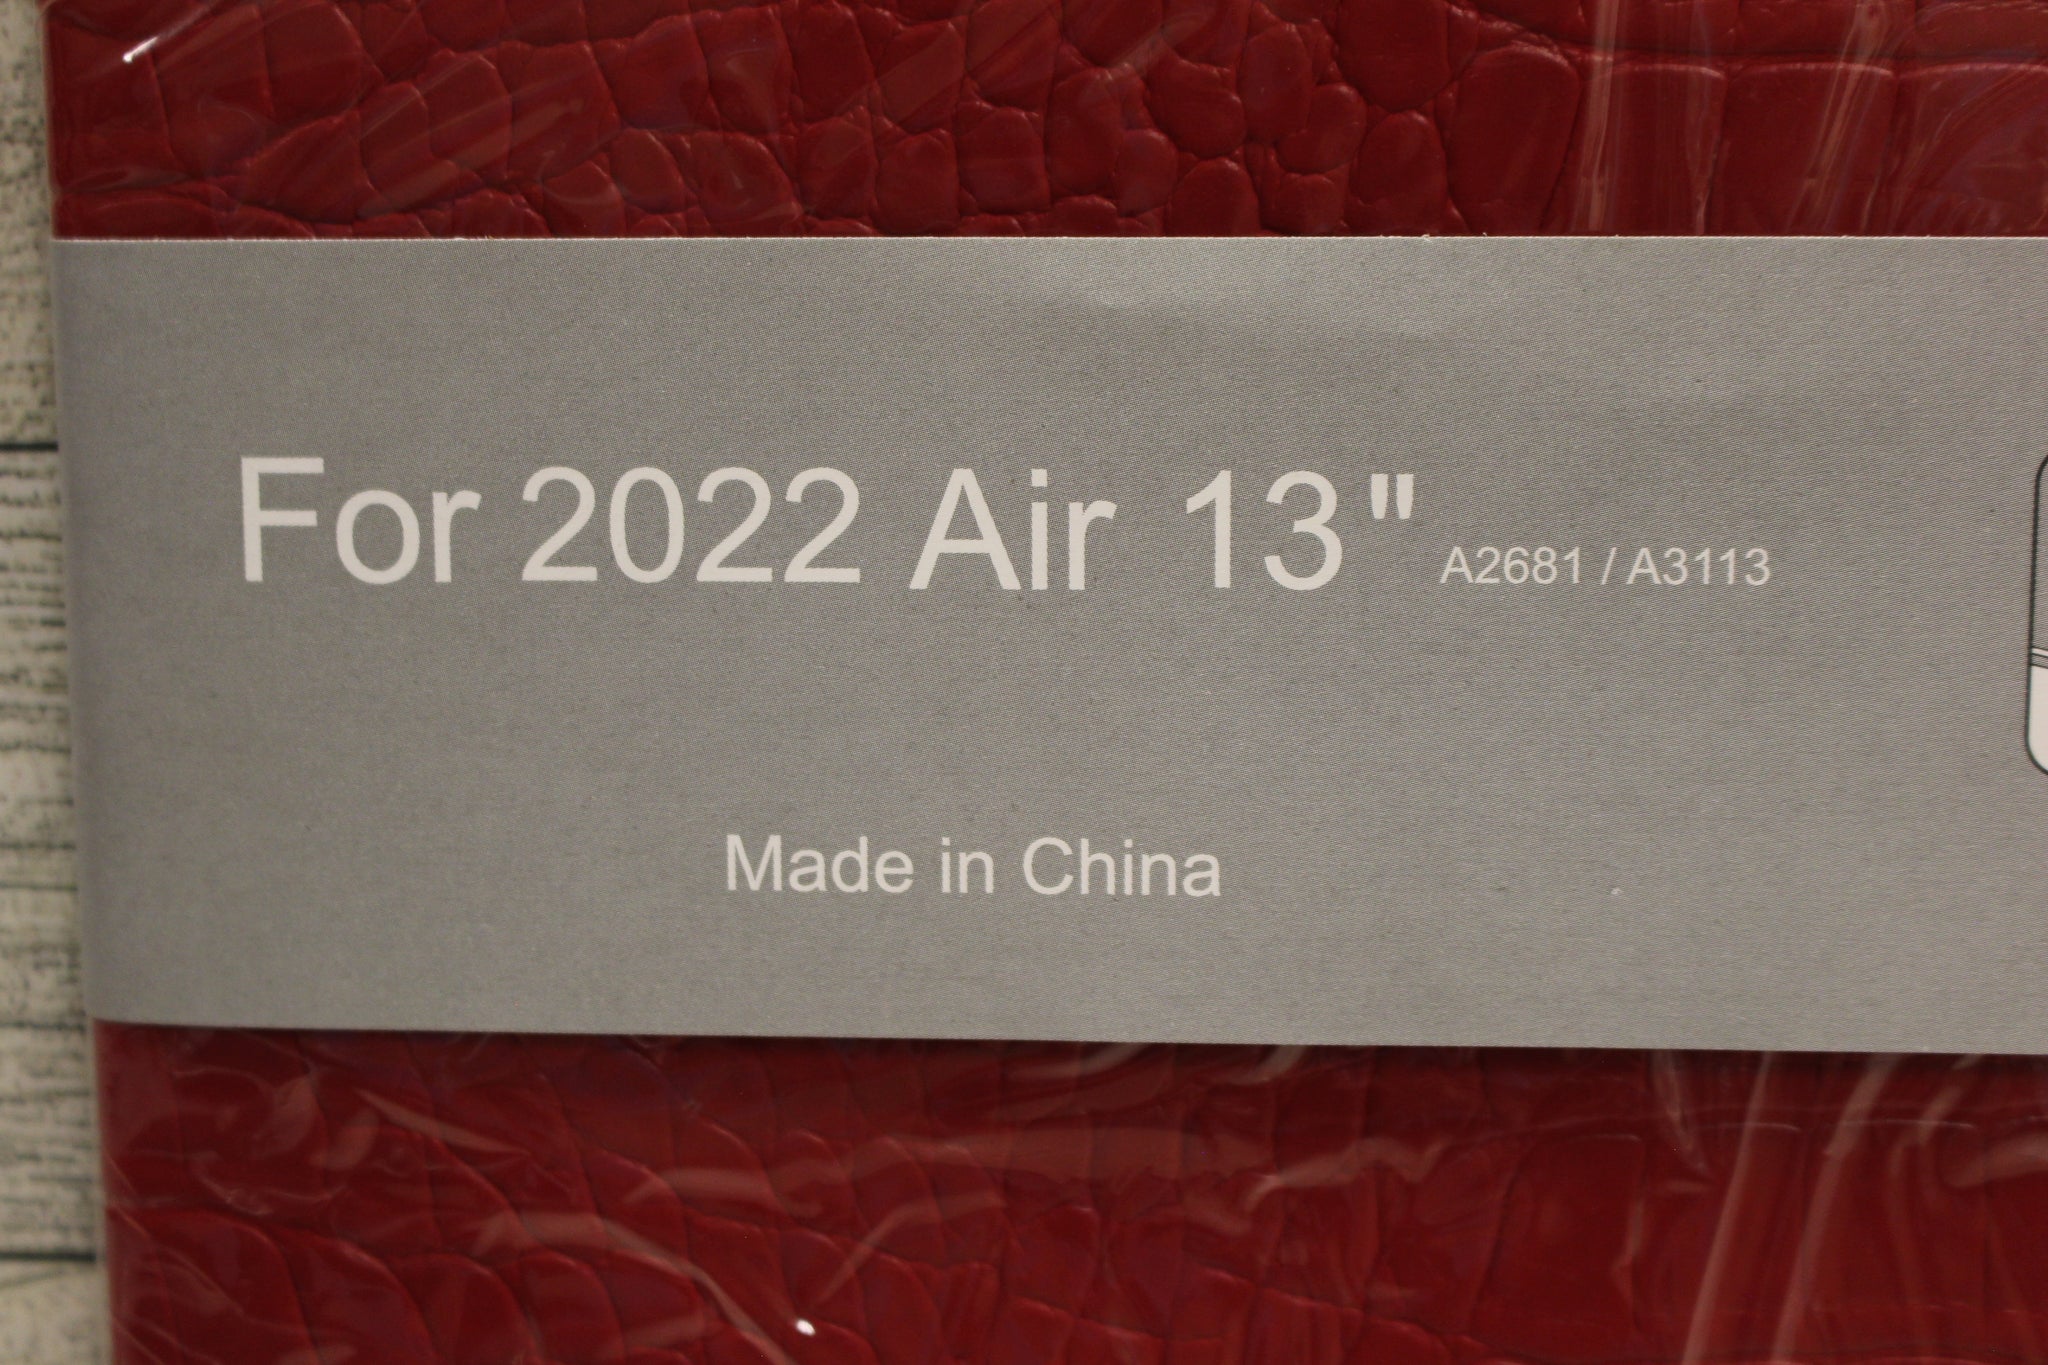 For 2022 Air 13" A2681 / A3113
Made in China